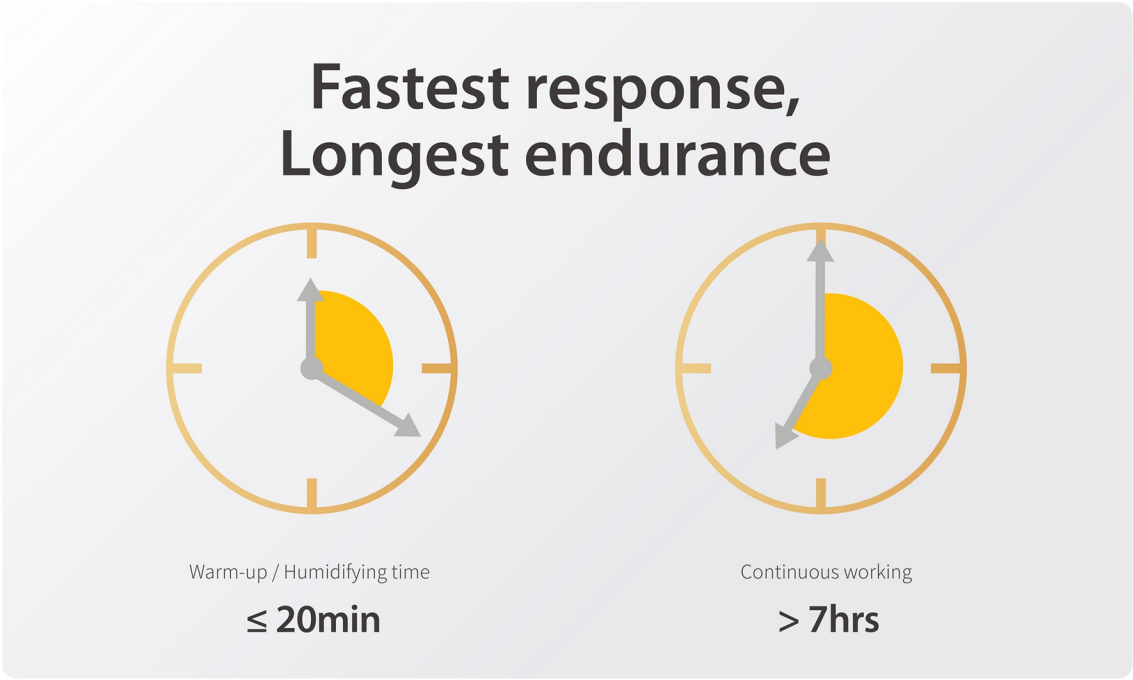 Fastest response,
Longest endurance
Warm-up / Humidifying time
≤ 20min
Continuous working
> 7hrs